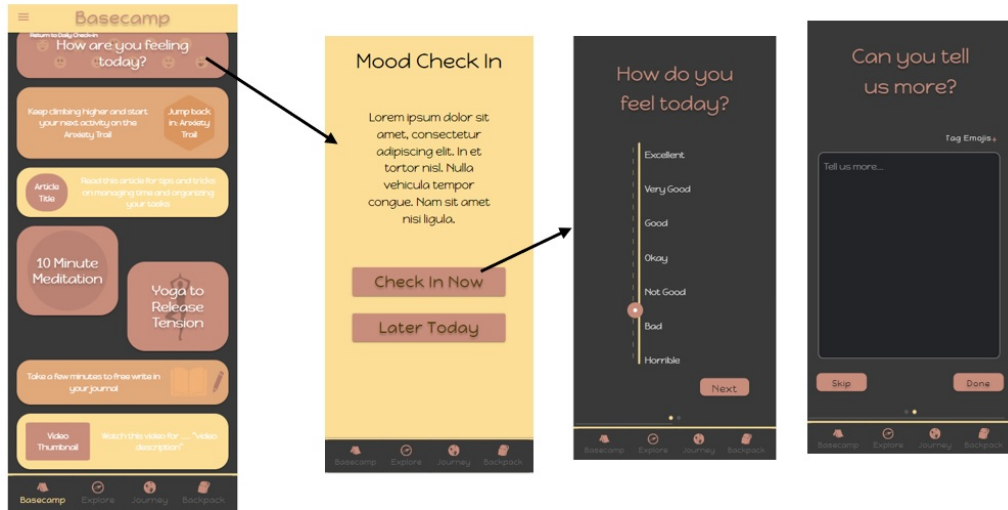 Basecamp
Return to Daily Check-in
How are you feeling
today?
Keep climbing higher and start
your next activity on the
Anxiety Trail
Jump back
in: Anxiety
Trail
Article
Title
Read this article for tips and tricks
on managing time and organizing
your tasks
10 Minute
Meditation
Yoga to
Release
Tension
Take a few minutes to free write in
your journal
Video
Thumbnail
Watch this video for ..... "video
description"
Basecamp Explore Journey Backpack
Mood Check In
Lorem ipsum dolor sit
amet, consectetur
adipiscing elit. In et
tortor nisl. Nulla
vehicula tempor
congue. Nam sit amet
nisi ligula.
Check In Now
Later Today
Basecamp Explore Journey Backpack
How do you
feel today?
Excellent
Very Good
Good
Okay
Not Good
Bad
Horrible
Next
Basecamp Explore Journey Backpack
Can you tell
us more?
Tag Emojis+
Tell us more...
Skip
Done
Basecamp Explore Journey Backpack